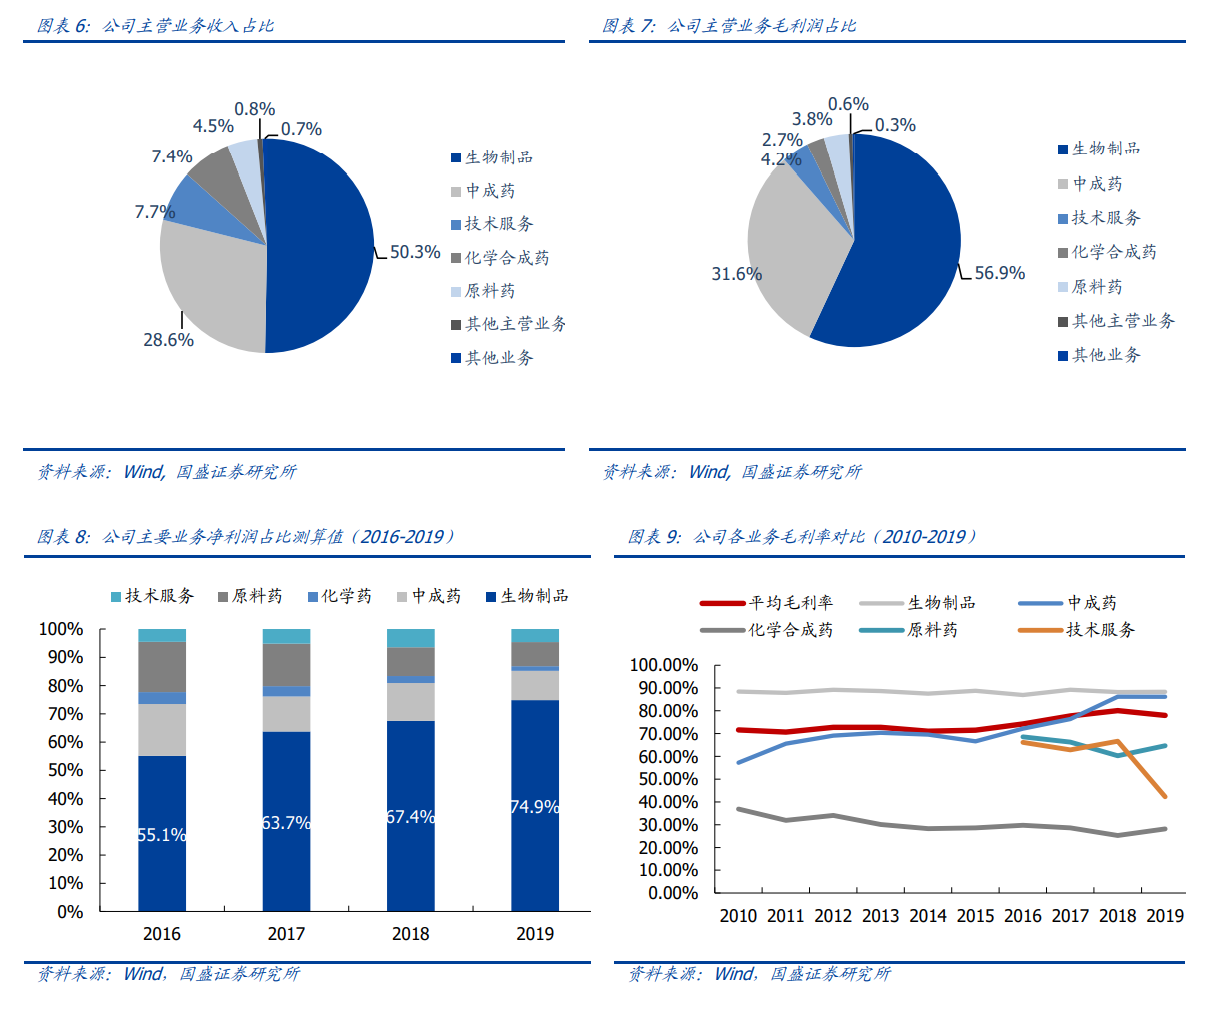 图表 6：公司主营业务收入占比
0.8%
4.5%
0.7%
7.4%
7.7%
50.3%
28.6%
生物制品
中成药
技术服务
化学合成药
原料药
其他主营业务
其他业务
资料来源：Wind，国盛证券研究所
图表 7：公司主营业务毛利润占比
0.6%
3.8%
0.3%
2.7%
4.2%
31.6%
56.9%
生物制品
中成药
技术服务
化学合成药
原料药
其他主营业务
其他业务
资料来源：Wind，国盛证券研究所
图表 8：公司主要业务净利润占比测算值（2016-2019）
技术服务 原料药 化学药 中成药 生物制品
100%
90%
80%
70%
60%
50%
40%
30%
20%
10%
0%
55.1% 63.7% 67.4% 74.9%
2016 2017 2018 2019
资料来源：Wind，国盛证券研究所
图表 9：公司各业务毛利率对比（2010-2019）
平均毛利率 生物制品 中成药
化学合成药 原料药 技术服务
100.00%
90.00%
80.00%
70.00%
60.00%
50.00%
40.00%
30.00%
20.00%
10.00%
0.00%
2010 2011 2012 2013 2014 2015 2016 2017 2018 2019
资料来源：Wind，国盛证券研究所